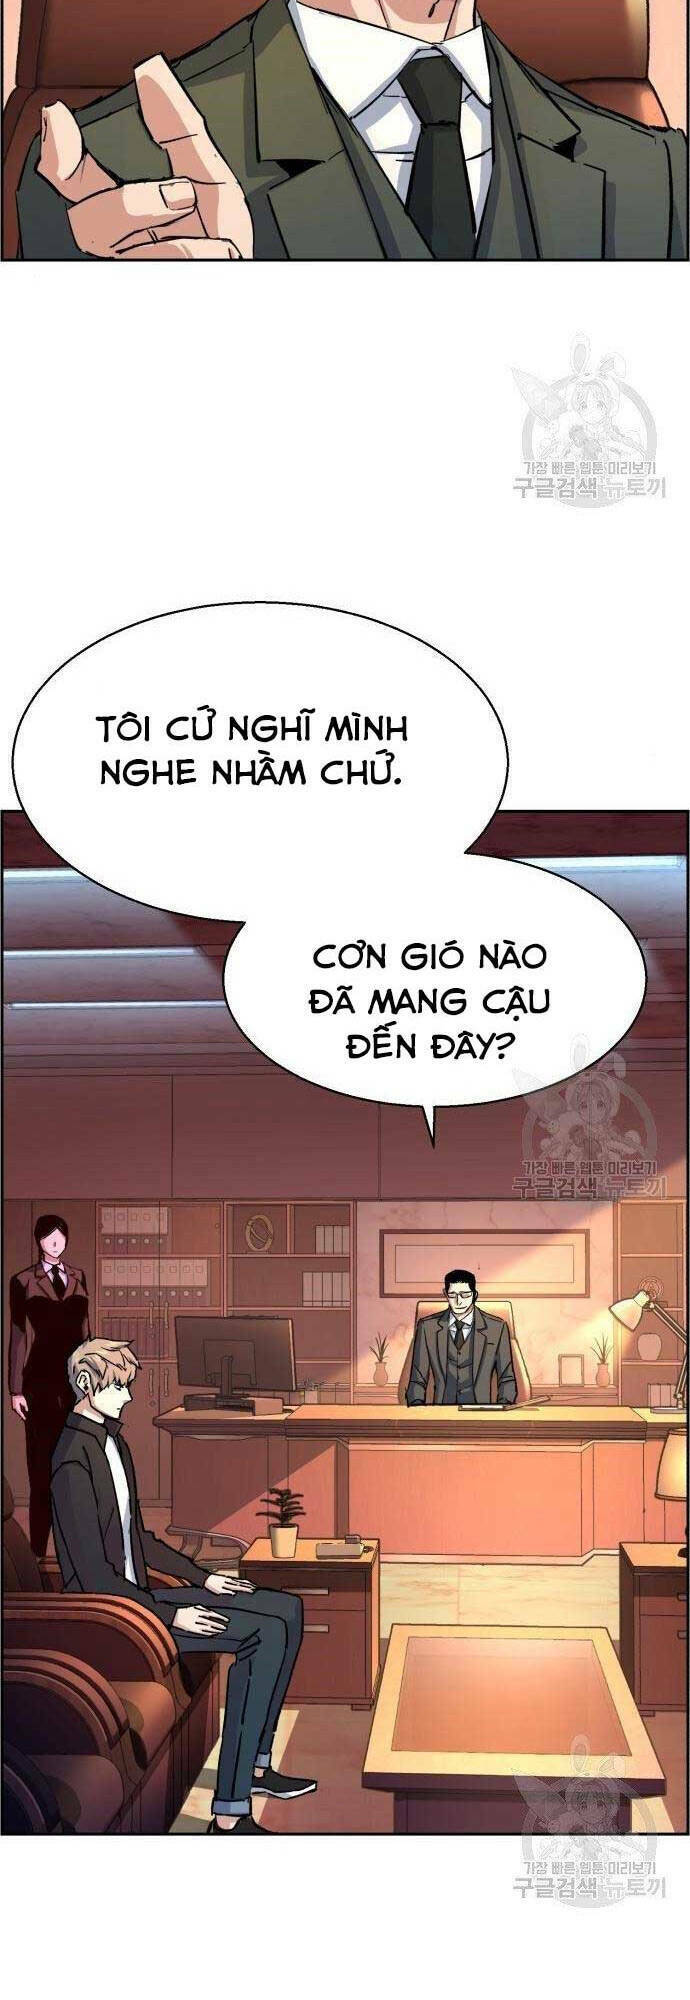 가장 빠른 웹툰 미리보기
구글검색 뉴토끼
TÔI CỨ NGHĨ MÌNH
NGHE NHẦM CHỨ.
CƠN GIÓ NÀO
ĐÃ MANG CẬU
ĐẾN ĐÂY?
가장 빠른 웹툰 미리보기
구글검색 뉴토끼
가장 빠른 웹툰 미리보기
구글검색 뉴토끼